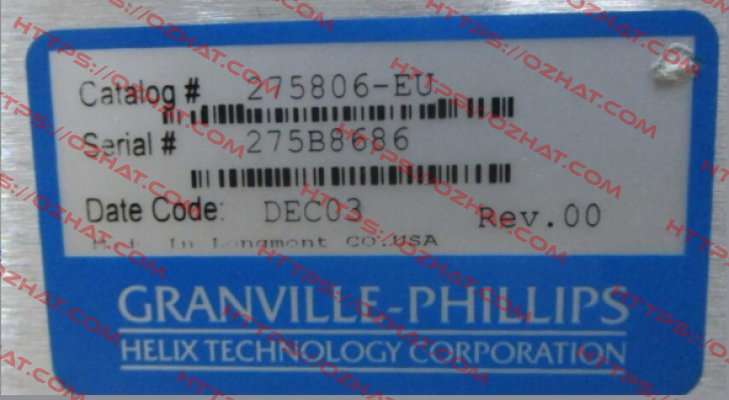 Catalog # 275806-EU
Serial # 275B8686
Date Code: DEC03 Rev.00
In Longmont CO.USA
GRANVILLE-PHILLIPS
HELIX TECHNOLOGY CORPORATION
HTTPS://OZHAT.COM